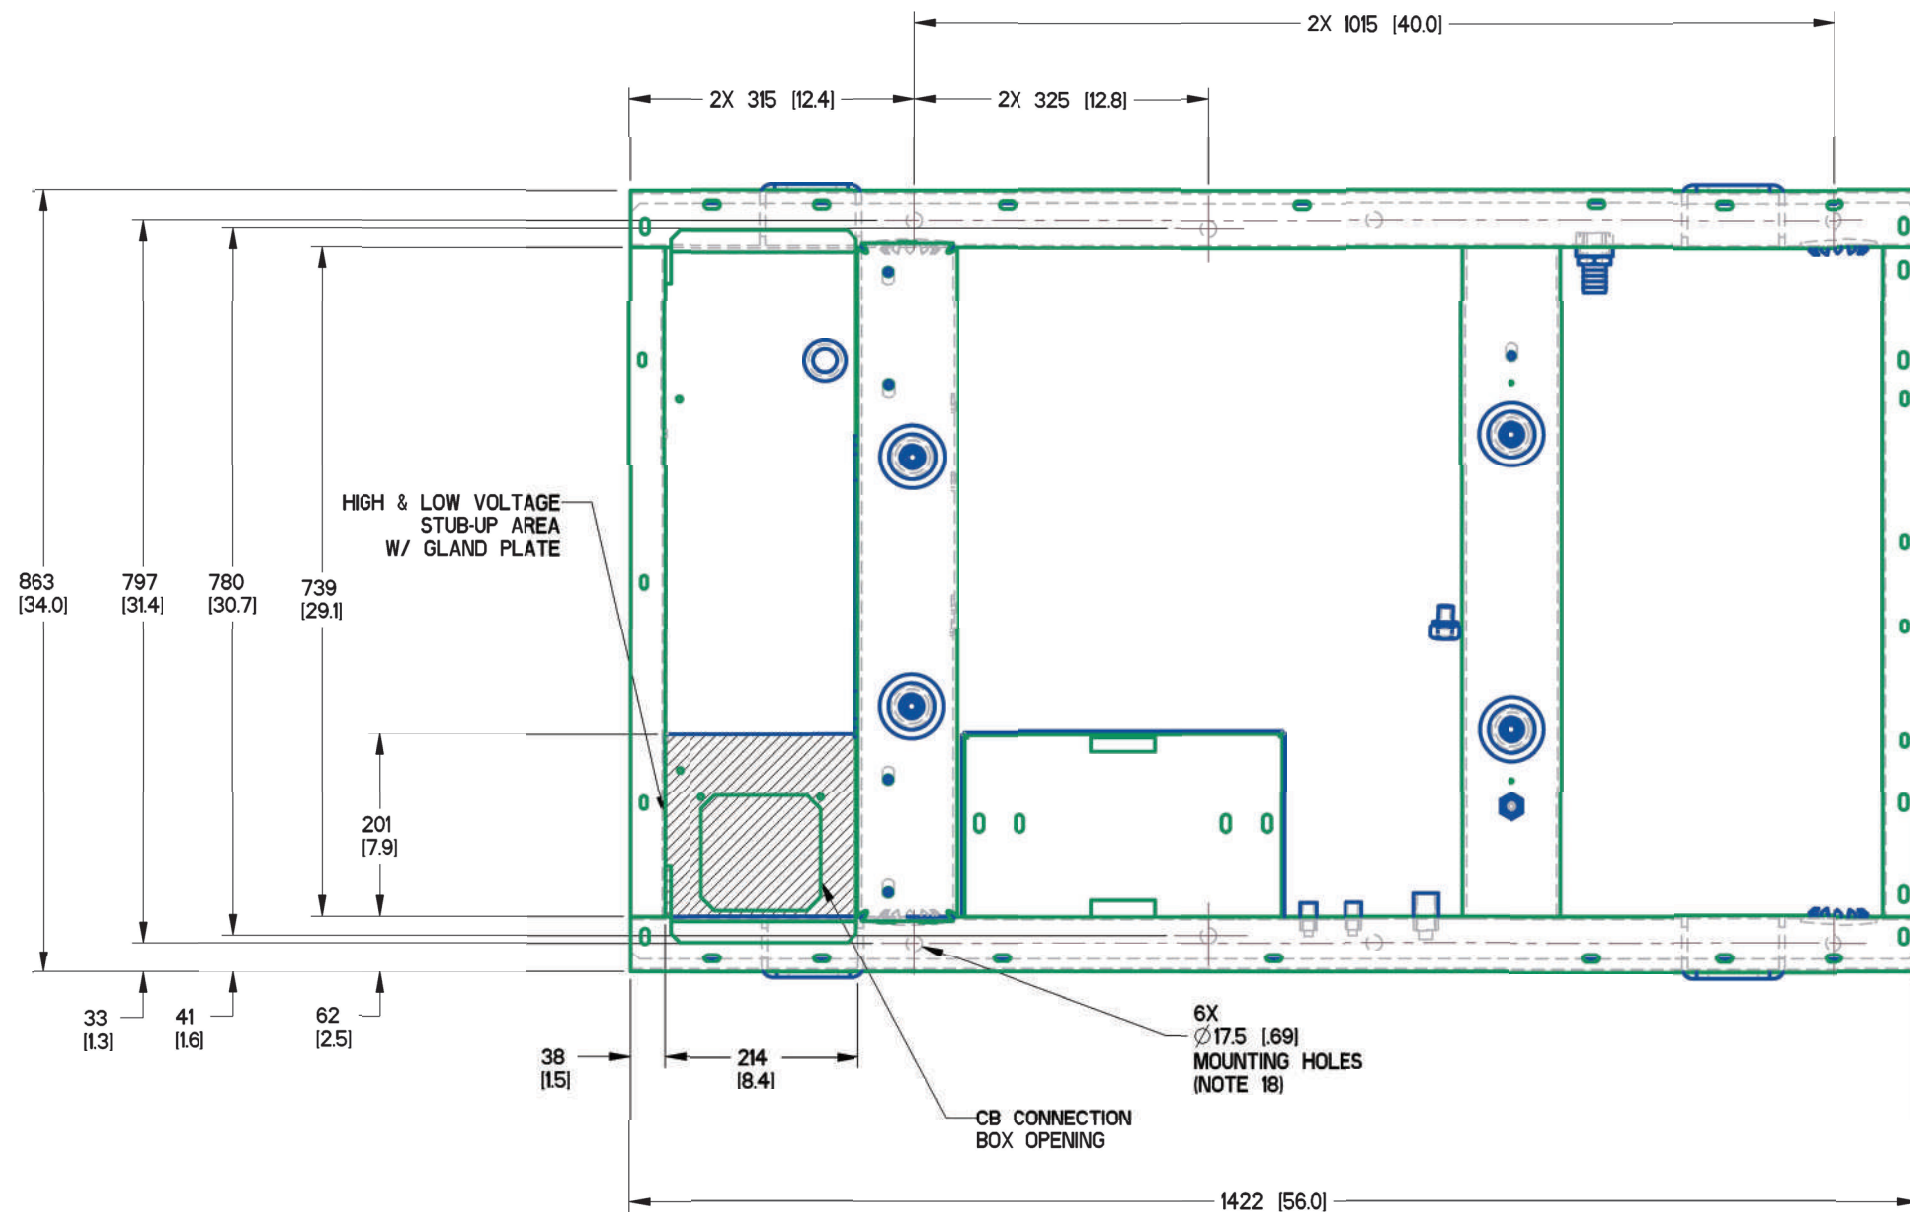 2X 1015 [40.0]
2X 315 [12.4]
2X 325 [12.8]
HIGH & LOW VOLTAGE
STUB-UP AREA
W/ GLAND PLATE
863
[34.0]
797
[31.4]
780
[30.7]
739
[29.1]
201
[7.9]
33
[1.3]
41
[1.6]
62
[2.5]
38
[1.5]
214
[8.4]
6X
Ø17.5 [.69]
MOUNTING HOLES
(NOTE 18)
CB CONNECTION
BOX OPENING
1422 [56.0]